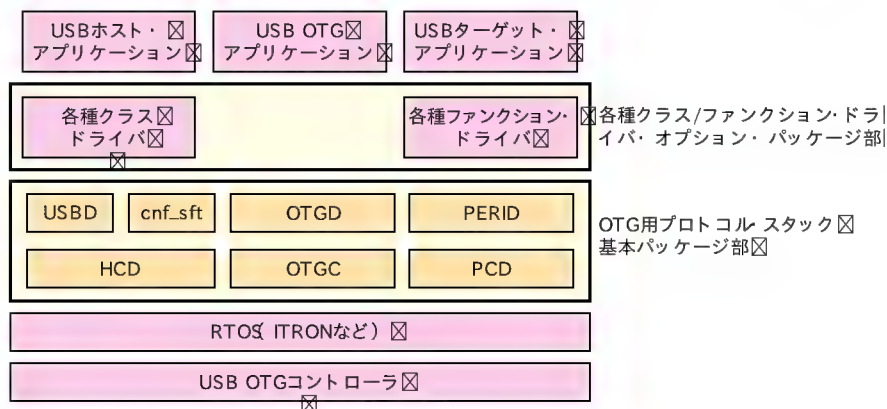 USBホスト・
アプリケーション
USB OTG
アプリケーション
USBターゲット・
アプリケーション
各種クラス
ドライバ
各種ファンクション・
ドライバ
各種クラス/ファンクション・ドラ
イバ・オプション・パッケージ部
USBD
cnf_sft
OTGD
PERID
HCD
OTGC
PCD
OTG用プロトコル・スタック
基本パッケージ部
RTOS(ITRONなど)
USB OTGコントローラ